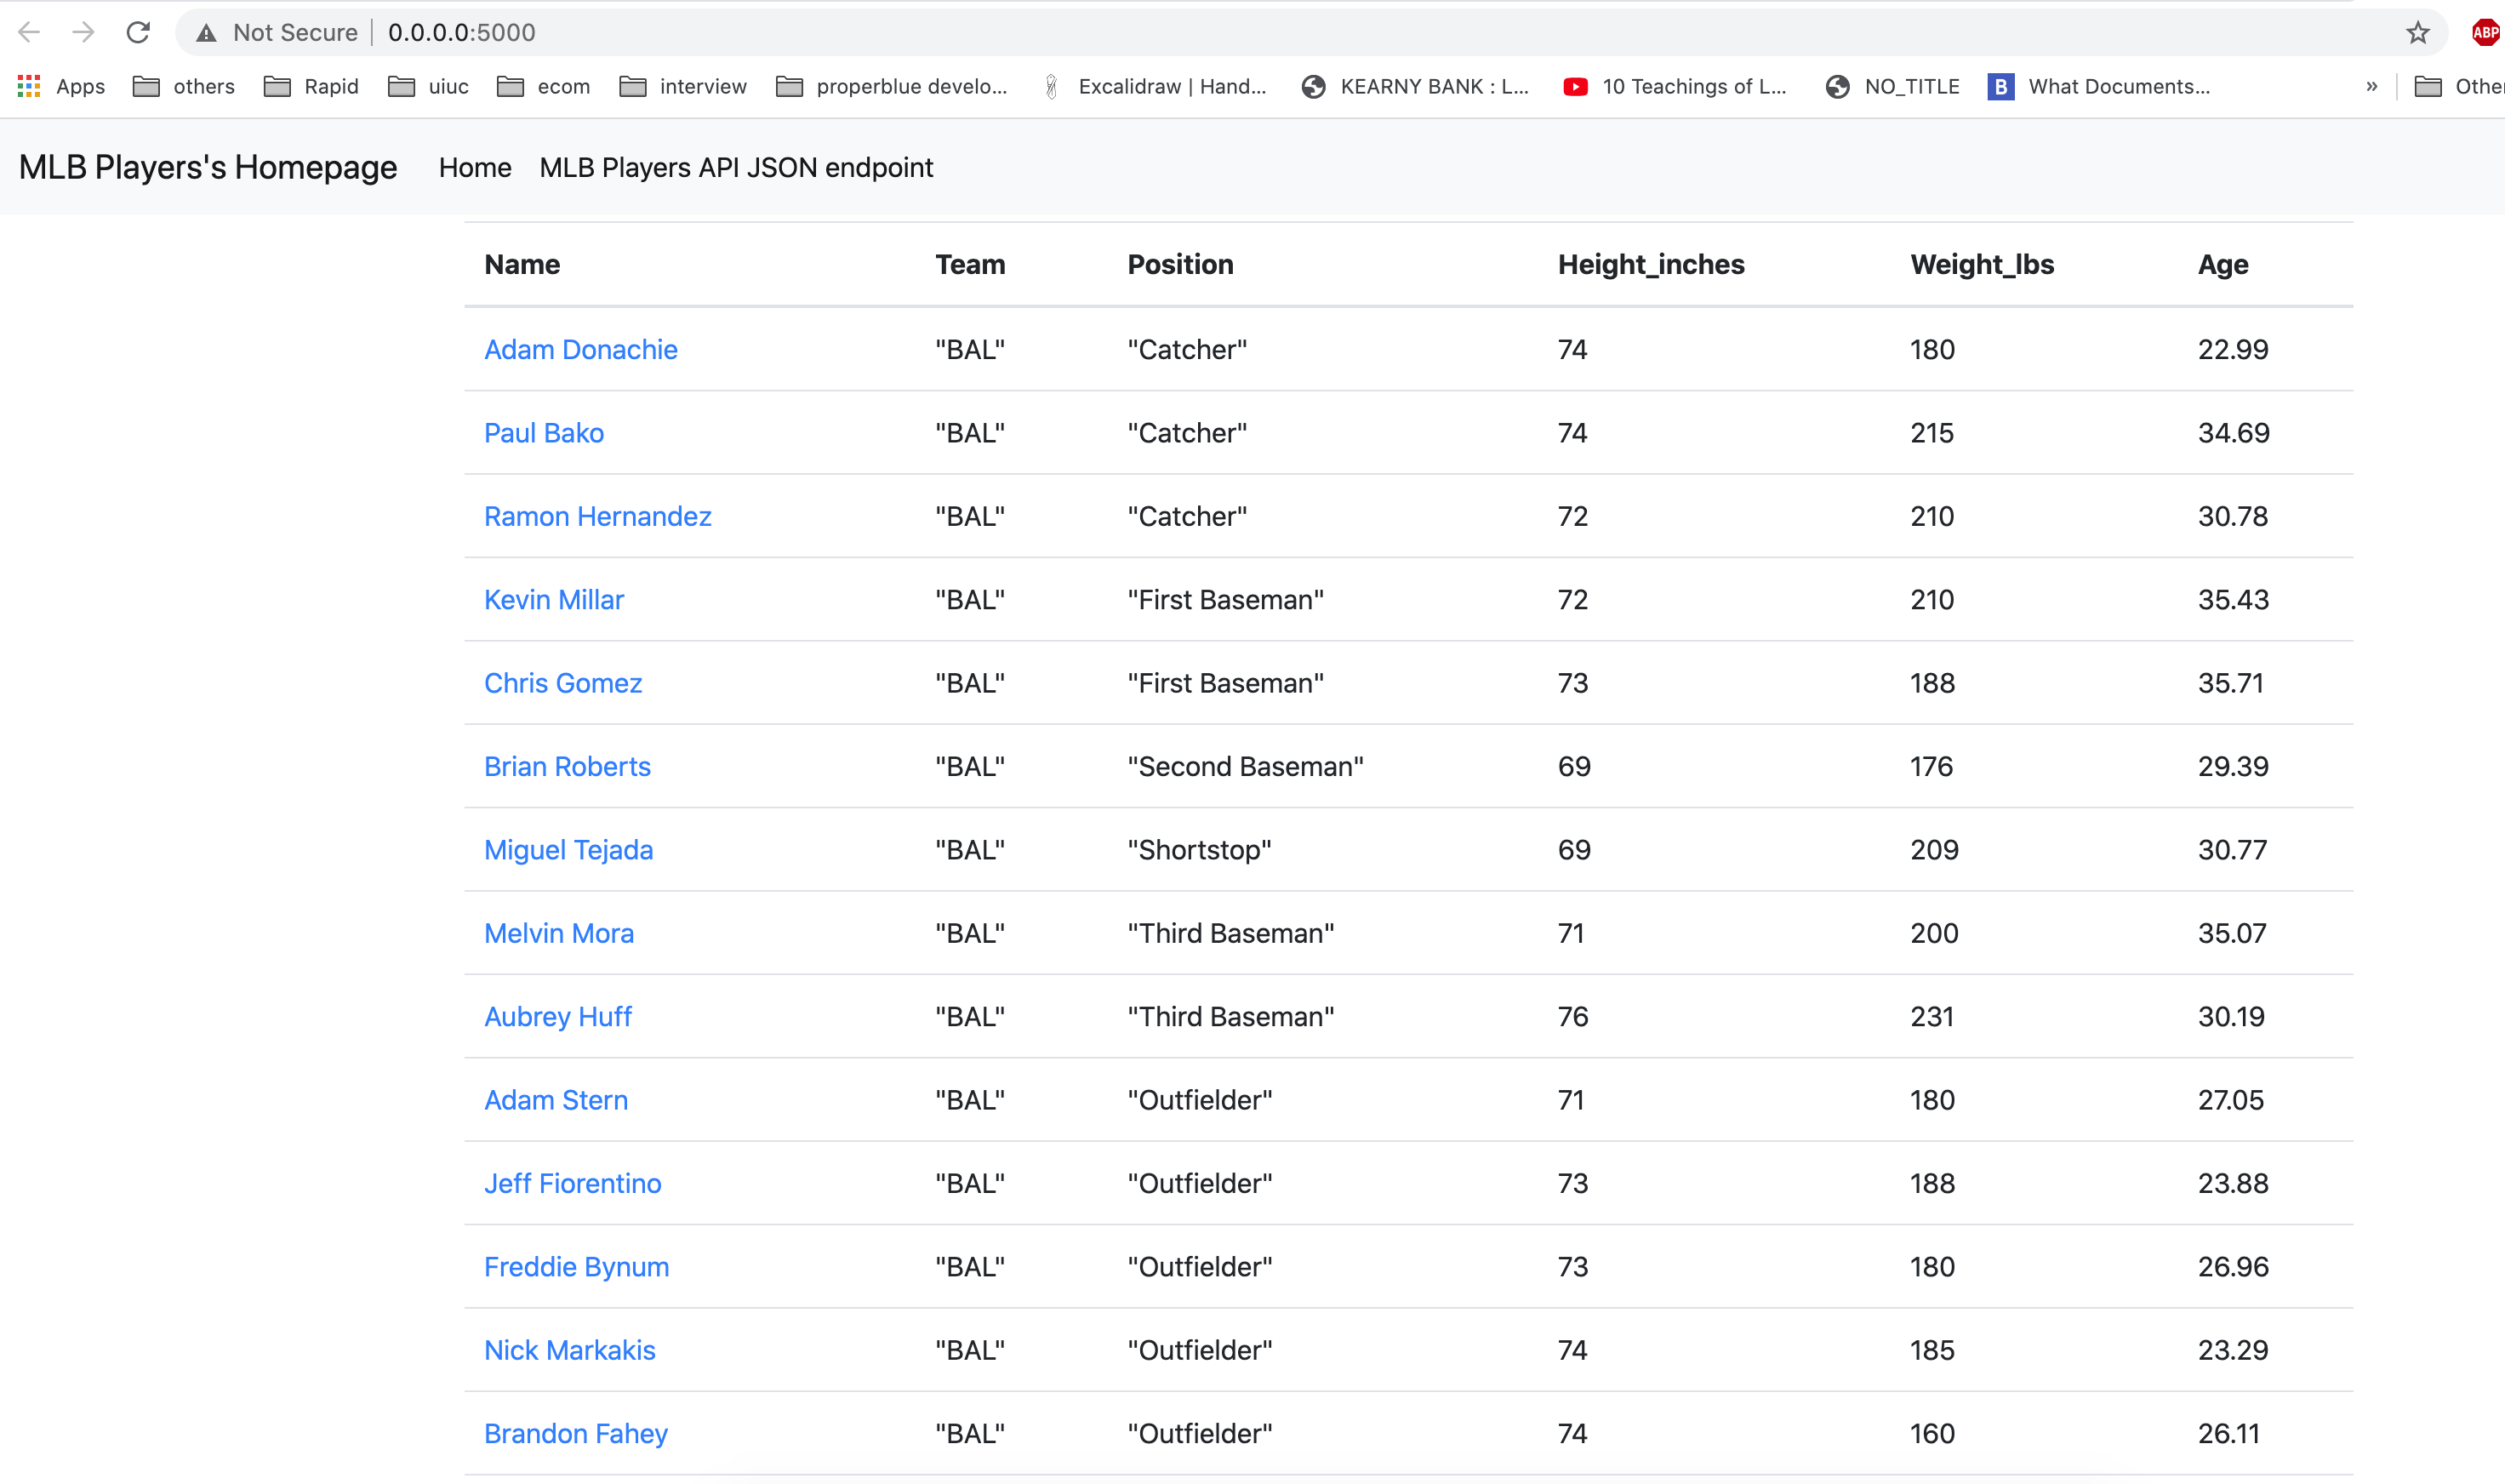 Not Secure | 0.0.0.0:5000 ABP
Apps others Rapid uiuc ecom interview properblue develo... Excalidraw | Hand... KEARNY BANK : L... 10 Teachings of L... NO_TITLE B What Documents... » Other
MLB Players's Homepage Home MLB Players API JSON endpoint
Name Team Position Height_inches Weight_lbs Age
Adam Donachie "BAL" "Catcher" 74 180 22.99
Paul Bako "BAL" "Catcher" 74 215 34.69
Ramon Hernandez "BAL" "Catcher" 72 210 30.78
Kevin Millar "BAL" "First Baseman" 72 210 35.43
Chris Gomez "BAL" "First Baseman" 73 188 35.71
Brian Roberts "BAL" "Second Baseman" 69 176 29.39
Miguel Tejada "BAL" "Shortstop" 69 209 30.77
Melvin Mora "BAL" "Third Baseman" 71 200 35.07
Aubrey Huff "BAL" "Third Baseman" 76 231 30.19
Adam Stern "BAL" "Outfielder" 71 180 27.05
Jeff Fiorentino "BAL" "Outfielder" 73 188 23.88
Freddie Bynum "BAL" "Outfielder" 73 180 26.96
Nick Markakis "BAL" "Outfielder" 74 185 23.29
Brandon Fahey "BAL" "Outfielder" 74 160 26.11